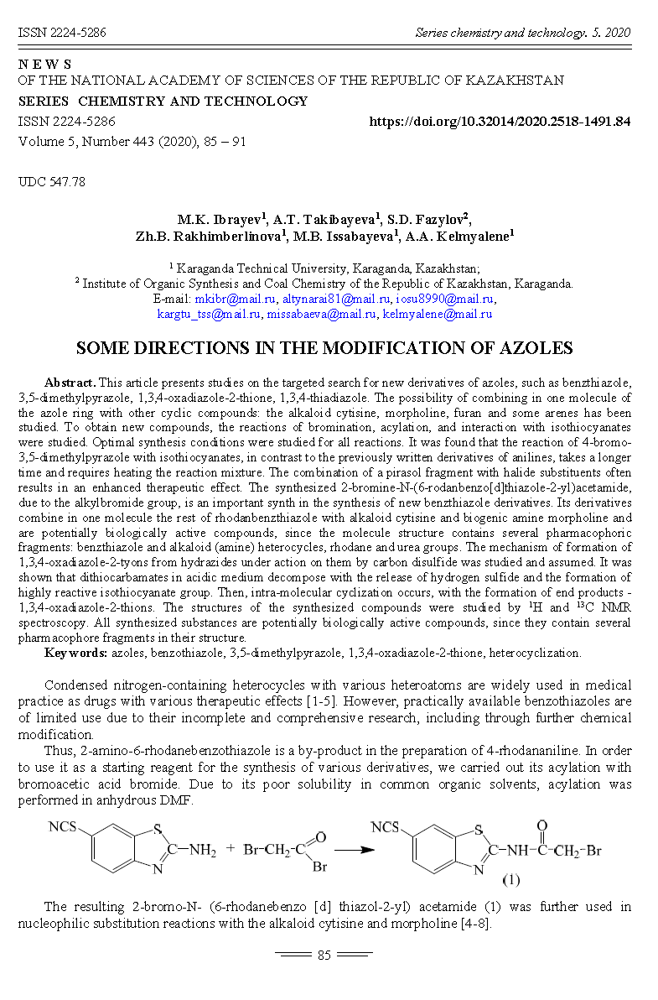 ISSN 2224-5286 Series chemistry and technology. 5. 2020
N E W S
OF THE NATIONAL ACADEMY OF SCIENCES OF THE REPUBLIC OF KAZAKHSTAN
SERIES CHEMISTRY AND TECHNOLOGY
ISSN 2224-5286 https://doi.org/10.32014/2020.2518-1491.84
Volume 5, Number 443 (2020), 85 – 91
UDC 547.78
M.K. Ibrayev¹, A.T. Takibayeva¹, S.D. Fazylov²,
Zh.B. Rakhimberlinova¹, M.B. Issabayeva¹, A.A. Kelmyalene¹
¹ Karaganda Technical University, Karaganda, Kazakhstan;
² Institute of Organic Synthesis and Coal Chemistry of the Republic of Kazakhstan, Karaganda.
E-mail: mkibr@mail.ru, altynarai81@mail.ru, iosu8990@mail.ru,
kargtu_tss@mail.ru, missabaeva@mail.ru, kelmyalene@mail.ru
SOME DIRECTIONS IN THE MODIFICATION OF AZOLES
Abstract. This article presents studies on the targeted search for new derivatives of azoles, such as benzthiazole,
3,5-dimethylpyrazole, 1,3,4-oxadiazole-2-thione, 1,3,4-thiadiazole. The possibility of combining in one molecule of
the azole ring with other cyclic compounds: the alkaloid cytisine, morpholine, furan and some arenes has been
studied. To obtain new compounds, the reactions of bromination, acylation, and interaction with isothiocyanates
were studied. Optimal synthesis conditions were studied for all reactions. It was found that the reaction of 4-bromo-
3,5-dimethylpyrazole with isothiocyanates, in contrast to the previously written derivatives of anilines, takes a longer
time and requires heating the reaction mixture. The combination of a pirasol fragment with halide substituents often
results in an enhanced therapeutic effect. The synthesized 2-bromine-N-(6-rodanbenzo[d]thiazole-2-yl)acetamide,
due to the alkylbromide group, is an important synth in the synthesis of new benzthiazole derivatives. Its derivatives
combine in one molecule the rest of rhodanbenzthiazole with alkaloid cytisine and biogenic amine morpholine and
are potentially biologically active compounds, since the molecule structure contains several pharmacophoric
fragments: benzthiazole and alkaloid (amine) heterocycles, rhodane and urea groups. The mechanism of formation of
1,3,4-oxadiazole-2-tyons from hydrazides under action on them by carbon disulfide was studied and assumed. It was
shown that dithiocarbamates in acidic medium decompose with the release of hydrogen sulfide and the formation of
highly reactive isothiocyanate group. Then, intra-molecular cyclization occurs, with the formation of end products -
1,3,4-oxadiazole-2-thions. The structures of the synthesized compounds were studied by ¹H and ¹³C NMR
spectroscopy. All synthesized substances are potentially biologically active compounds, since they contain several
pharmacophore fragments in their structure.
Keywords: azoles, benzothiazole, 3,5-dimethylpyrazole, 1,3,4-oxadiazole-2-thione, heterocyclization.
Condensed nitrogen-containing heterocycles with various heteroatoms are widely used in medical
practice as drugs with various therapeutic effects [1-5]. However, practically available benzothiazoles are
of limited use due to their incomplete and comprehensive research, including through further chemical
modification.
Thus, 2-amino-6-rhodanebenzothiazole is a by-product in the preparation of 4-rhodananiline. In order
to use it as a starting reagent for the synthesis of various derivatives, we carried out its acylation with
bromoacetic acid bromide. Due to its poor solubility in common organic solvents, acylation was
performed in anhydrous DMF.
NCS S N C–NH₂ + Br–CH₂–C O Br NCS S N C–NH–C–CH₂–Br O
(1)
The resulting 2-bromo-N- (6-rhodanebenzo [d] thiazol-2-yl) acetamide (1) was further used in
nucleophilic substitution reactions with the alkaloid cytisine and morpholine [4-8].
85